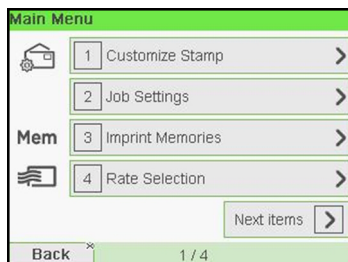 Main Menu
1 Customize Stamp
2 Job Settings
Mem 3 Imprint Memories
4 Rate Selection
Next items
Back 1 / 4